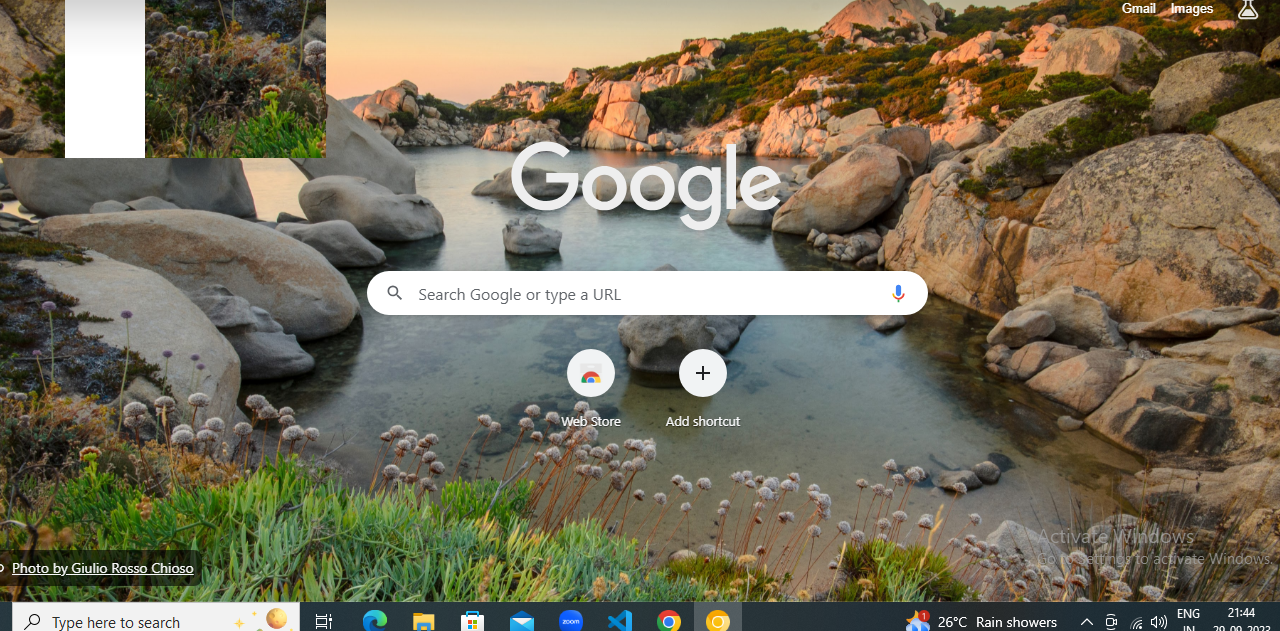 Gmail Images
Google
Search Google or type a URL
Web Store
Add shortcut
Activate Windows
Go to Settings to activate Windows.
Photo by Giulio Rosso Chioso
Type here to search
zoom
1
26°C Rain showers
ENG
IN
21:44
29-09-2023